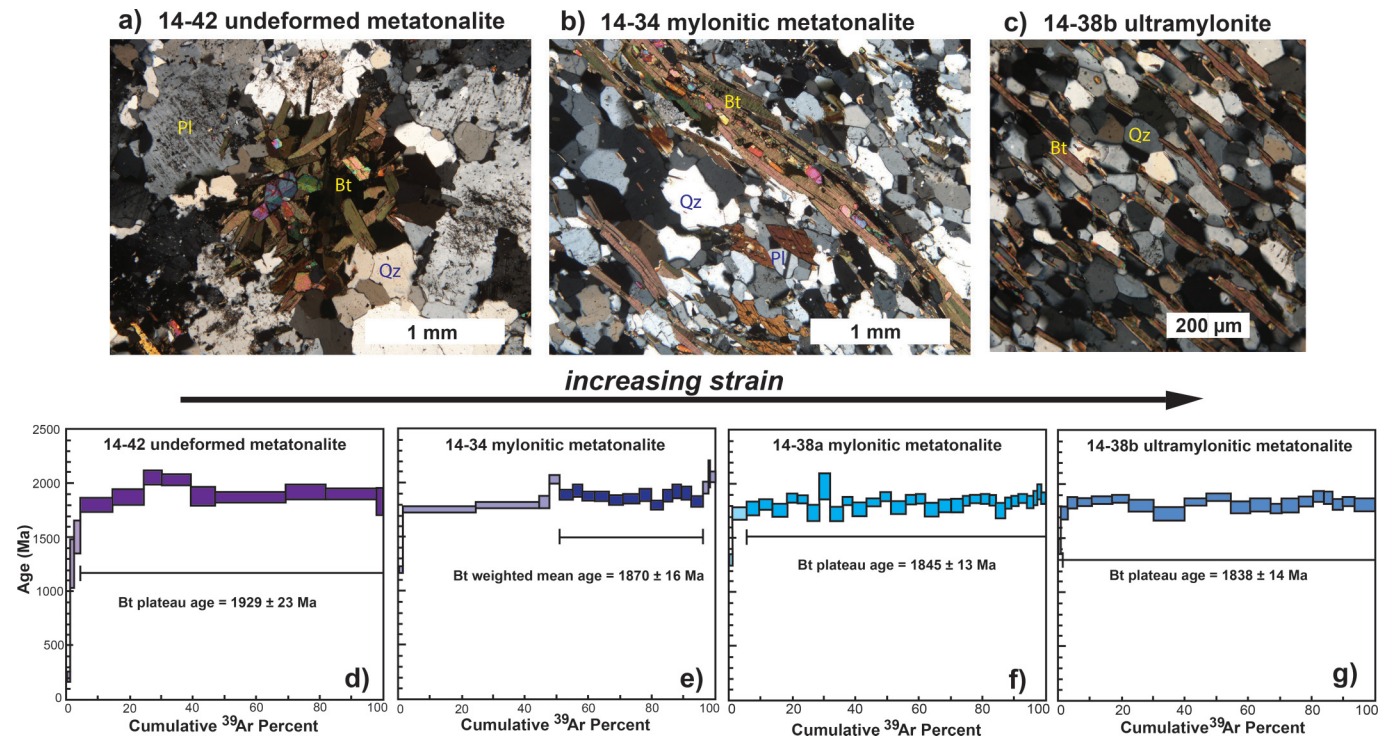 a) 14-42 undeformed metatonalite
b) 14-34 mylonitic metatonalite
c) 14-38b ultramylonite
Pl
Bt
Qz
1 mm
Bt
Qz
Pl
1 mm
Bt
Qz
200 µm
increasing strain
Age (Ma)
2500
2000
1500
1000
500
0
14-42 undeformed metatonalite
Bt plateau age = 1929 ± 23 Ma
d)
0 20 40 60 80 100
Cumulative ³⁹Ar Percent
14-34 mylonitic metatonalite
Bt weighted mean age = 1870 ± 16 Ma
e)
0 20 40 60 80 100
Cumulative ³⁹Ar Percent
14-38a mylonitic metatonalite
Bt plateau age = 1845 ± 13 Ma
f)
0 20 40 60 80 100
Cumulative³⁹Ar Percent
14-38b ultramylonitic metatonalite
Bt plateau age = 1838 ± 14 Ma
g)
0 20 40 60 80 100
Cumulative ³⁹Ar Percent